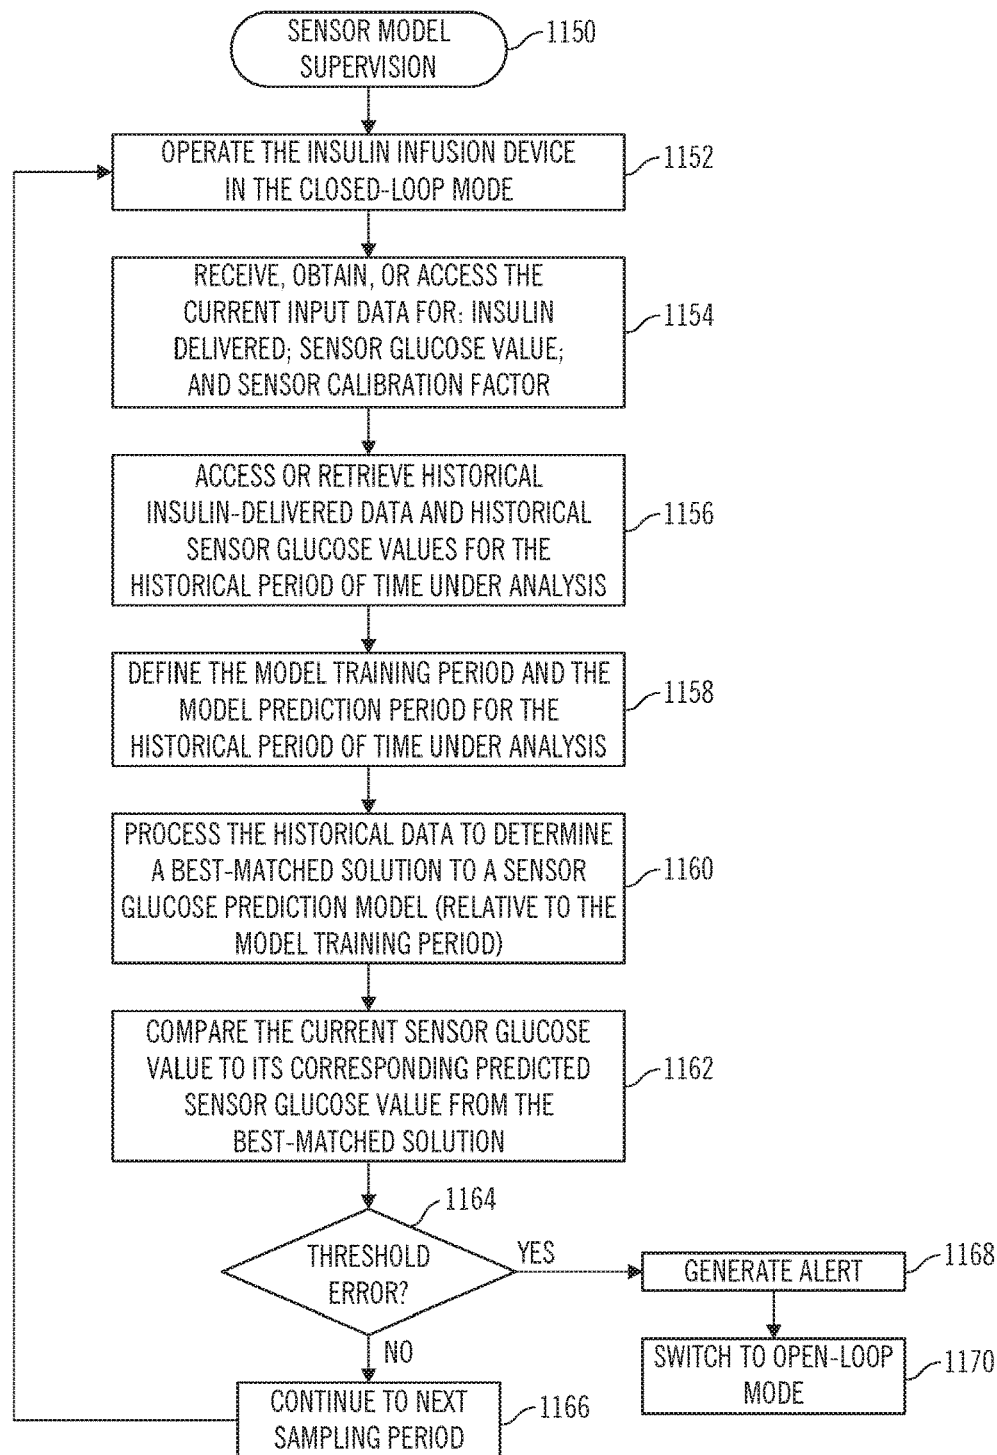 SENSOR MODEL
SUPERVISION
1150
OPERATE THE INSULIN INFUSION DEVICE
IN THE CLOSED-LOOP MODE
1152
RECEIVE, OBTAIN, OR ACCESS THE
CURRENT INPUT DATA FOR: INSULIN
DELIVERED; SENSOR GLUCOSE VALUE;
AND SENSOR CALIBRATION FACTOR
1154
ACCESS OR RETRIEVE HISTORICAL
INSULIN-DELIVERED DATA AND HISTORICAL
SENSOR GLUCOSE VALUES FOR THE
HISTORICAL PERIOD OF TIME UNDER ANALYSIS
1156
DEFINE THE MODEL TRAINING PERIOD AND THE
MODEL PREDICTION PERIOD FOR THE
HISTORICAL PERIOD OF TIME UNDER ANALYSIS
1158
PROCESS THE HISTORICAL DATA TO DETERMINE
A BEST-MATCHED SOLUTION TO A SENSOR
GLUCOSE PREDICTION MODEL (RELATIVE TO THE
MODEL TRAINING PERIOD)
1160
COMPARE THE CURRENT SENSOR GLUCOSE
VALUE TO ITS CORRESPONDING PREDICTED
SENSOR GLUCOSE VALUE FROM THE
BEST-MATCHED SOLUTION
1162
THRESHOLD
ERROR?
1164
YES
NO
GENERATE ALERT
1168
SWITCH TO OPEN-LOOP
MODE
1170
CONTINUE TO NEXT
SAMPLING PERIOD
1166